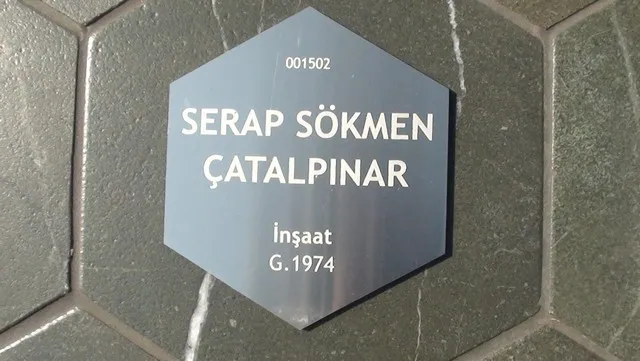 001502
SERAP SÖKMEN
ÇATALPINAR
İnşaat
G.1974